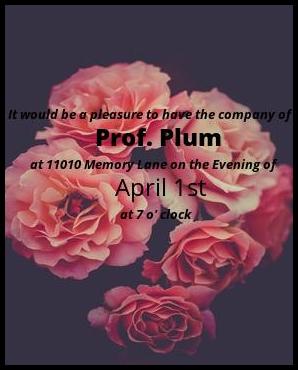 It would be a pleasure to have the company of
Prof. Plum
at 11010 Memory Lane on the Evening of
April 1st
at 7 o' clock